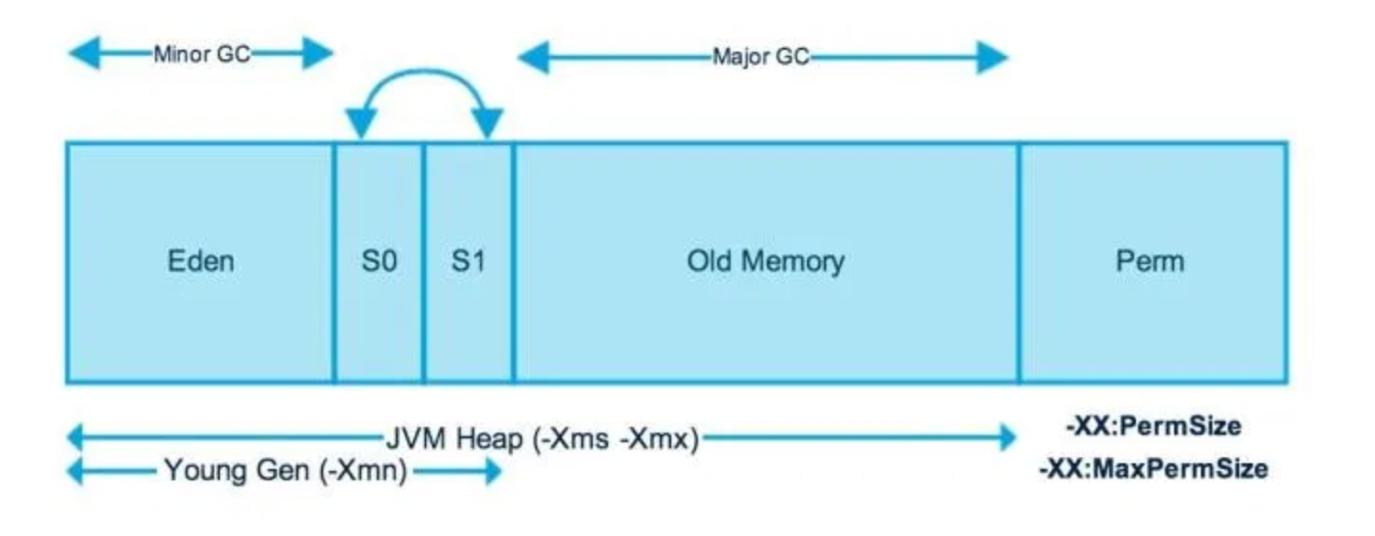 Minor GC
Major GC
Eden
S0
S1
Old Memory
Perm
JVM Heap (-Xms -Xmx)
-XX:PermSize
Young Gen (-Xmn)
-XX:MaxPermSize